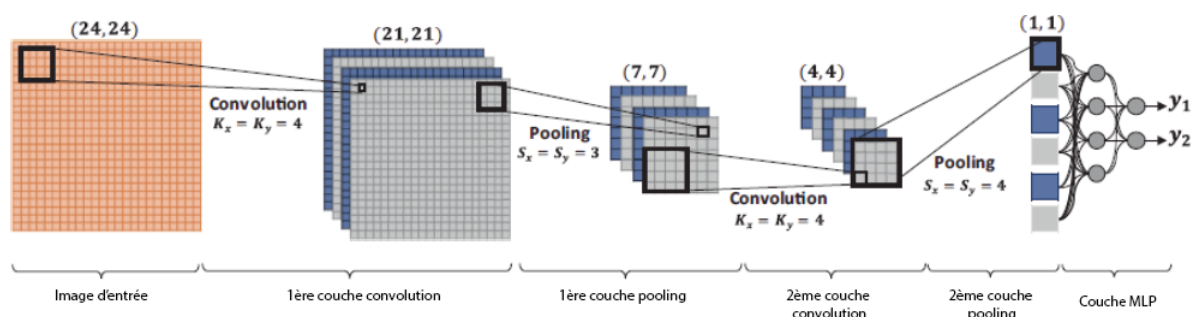 (24, 24)
(21, 21)
(7, 7)
(4, 4)
(1, 1)
Convolution
K_x = K_y = 4
Pooling
S_x = S_y = 3
Convolution
K_x = K_y = 4
Pooling
S_x = S_y = 4
y_1
y_2
Image d'entrée
1ère couche convolution
1ère couche pooling
2ème couche
convolution
2ème couche
pooling
Couche MLP